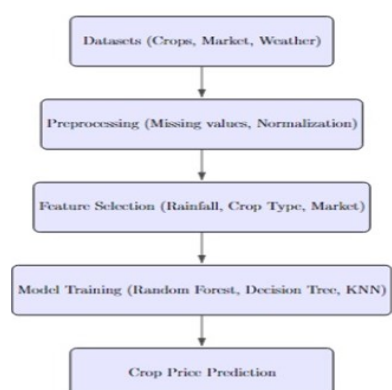 Datasets (Crops, Market, Weather)
Preprocessing (Missing values, Normalization)
Feature Selection (Rainfall, Crop Type, Market)
Model Training (Random Forest, Decision Tree, KNN)
Crop Price Prediction